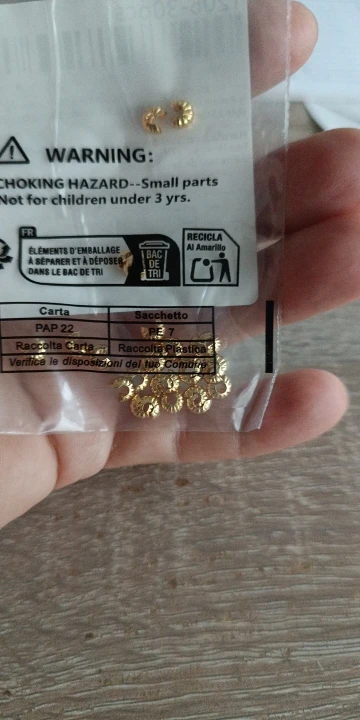 WARNING:
CHOKING HAZARD--Small parts
Not for children under 3 yrs.
FR
ÉLÉMENTS D'EMBALLAGE
À SÉPARER ET À DÉPOSER
DANS LE BAC DE TRI
BAC
DE
TRI
RECICLA
Al Amarillo
Carta Sacchetto
PAP 22 PE 7
Raccolta Carta Raccolta Plastica
Verifica le disposizioni del tuo Comune